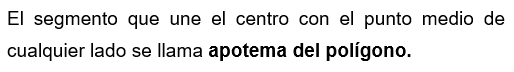 El segmento que une el centro con el punto medio de
cualquier lado se llama apotema del polígono.